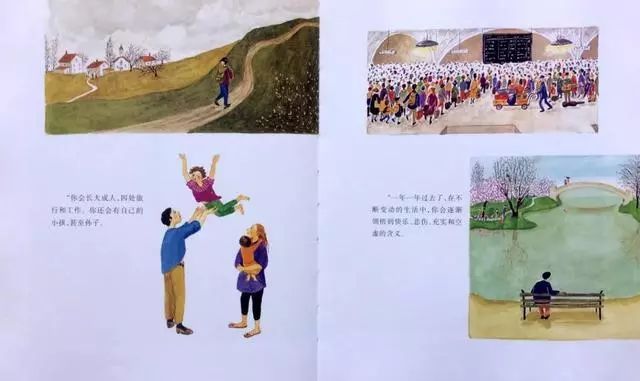 “你会长大成人，四处旅
行和工作。你还会有自己的
小孩，甚至孙子。
“一年一年过去了，在不
断变动的生活中，你会逐渐
领悟到快乐、悲伤、充实和空
虚的含义。